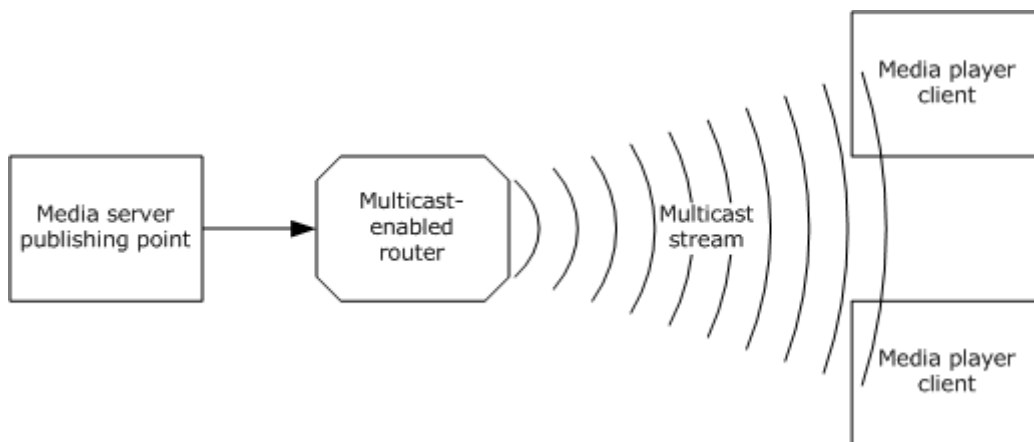 Media server
publishing point
Multicast-
enabled
router
Multicast
stream
Media player
client
Media player
client